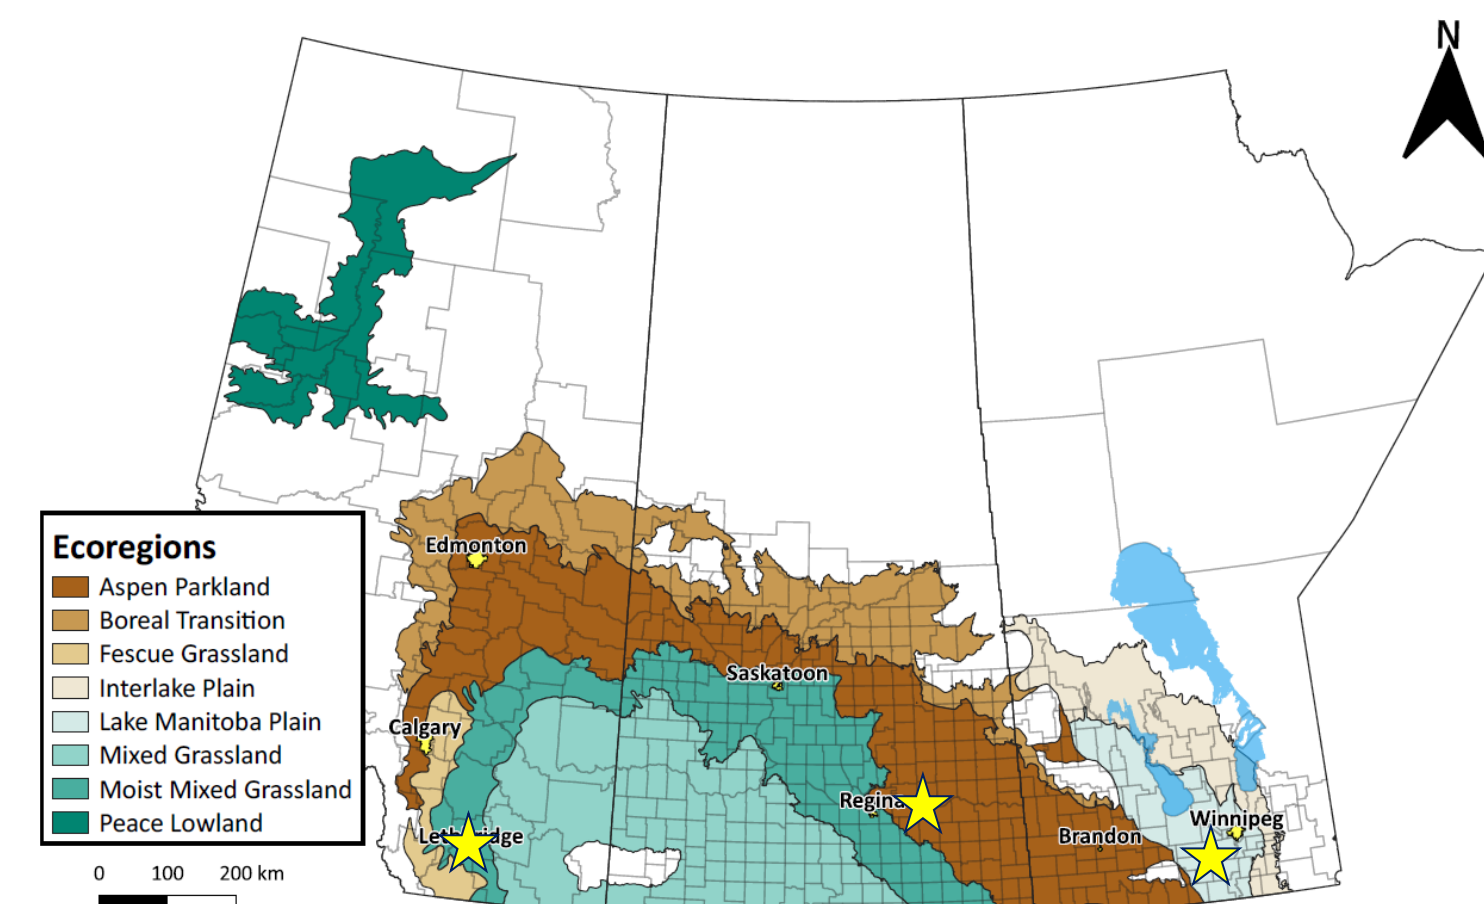 N
Edmonton
Saskatoon
Calgary
Regina
Brandon
Winnipeg
Ecoregions
Aspen Parkland
Boreal Transition
Fescue Grassland
Interlake Plain
Lake Manitoba Plain
Mixed Grassland
Moist Mixed Grassland
Peace Lowland
0 100 200 km